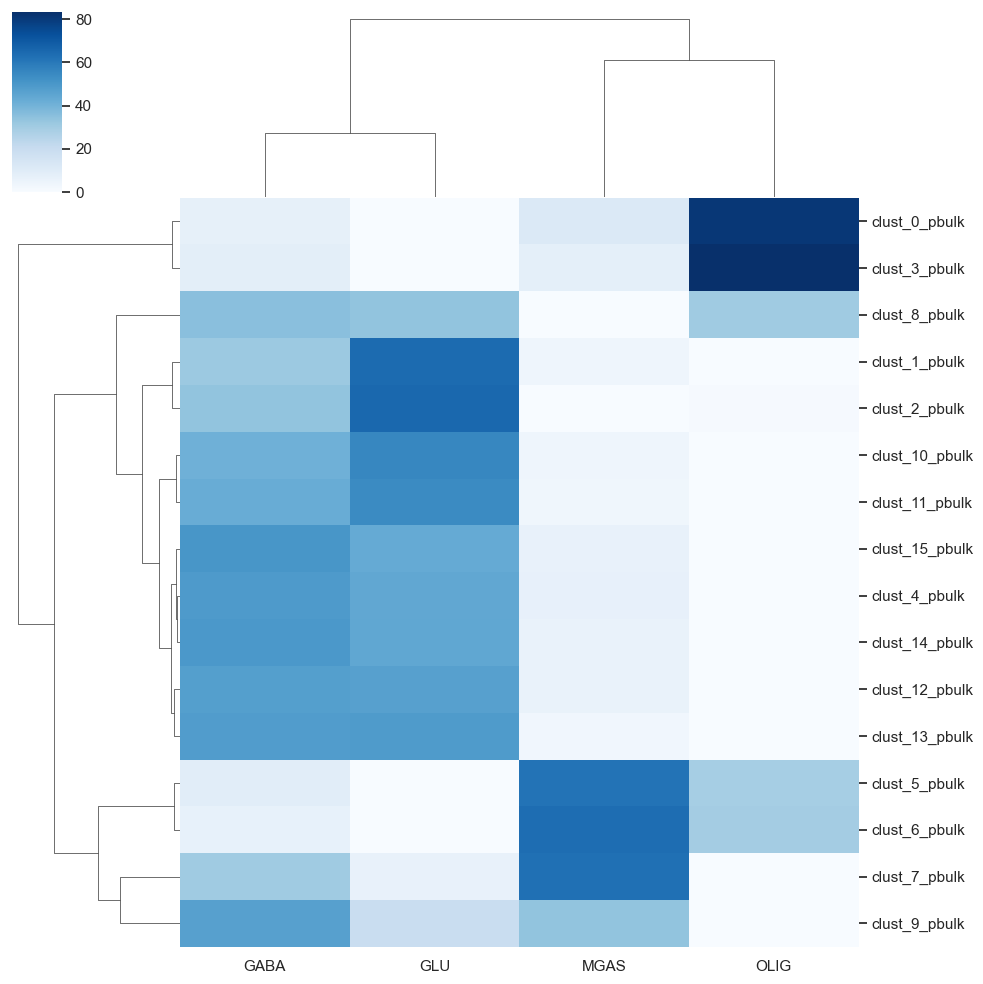 80
60
40
20
0
clust_0_pbulk
clust_3_pbulk
clust_8_pbulk
clust_1_pbulk
clust_2_pbulk
clust_10_pbulk
clust_11_pbulk
clust_15_pbulk
clust_4_pbulk
clust_14_pbulk
clust_12_pbulk
clust_13_pbulk
clust_5_pbulk
clust_6_pbulk
clust_7_pbulk
clust_9_pbulk
GABA GLU MGAS OLIG